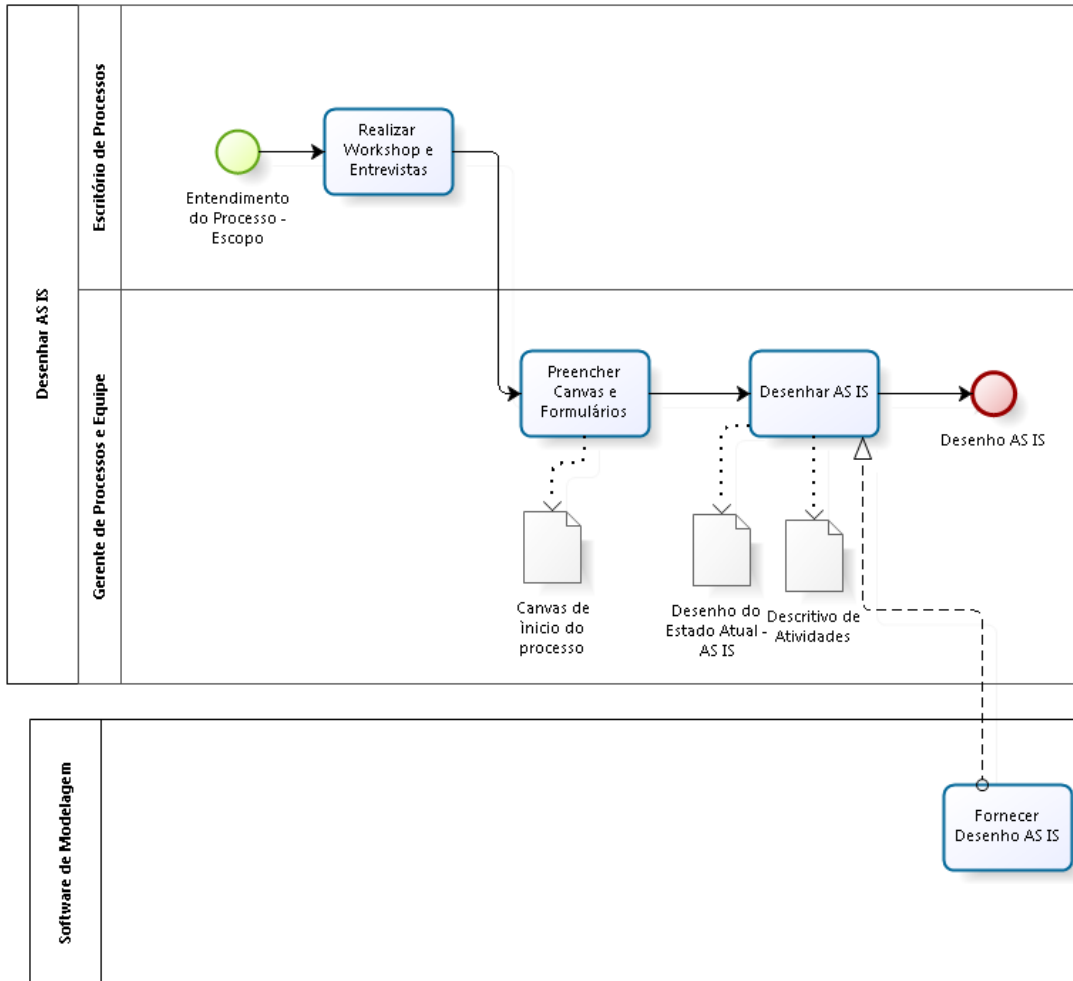 Desenhar AS IS
Escritório de Processos
Realizar
Workshop e
Entrevistas
Entendimento
do Processo -
Escopo
Gerente de Processos e Equipe
Preencher
Canvas e
Formulários
Desenhar AS IS
Desenho AS IS
Canvas de
ìnicio do
processo
Desenho do
Estado Atual -
AS IS
Descritivo de
Atividades
Software de Modelagem
Fornecer
Desenho AS IS